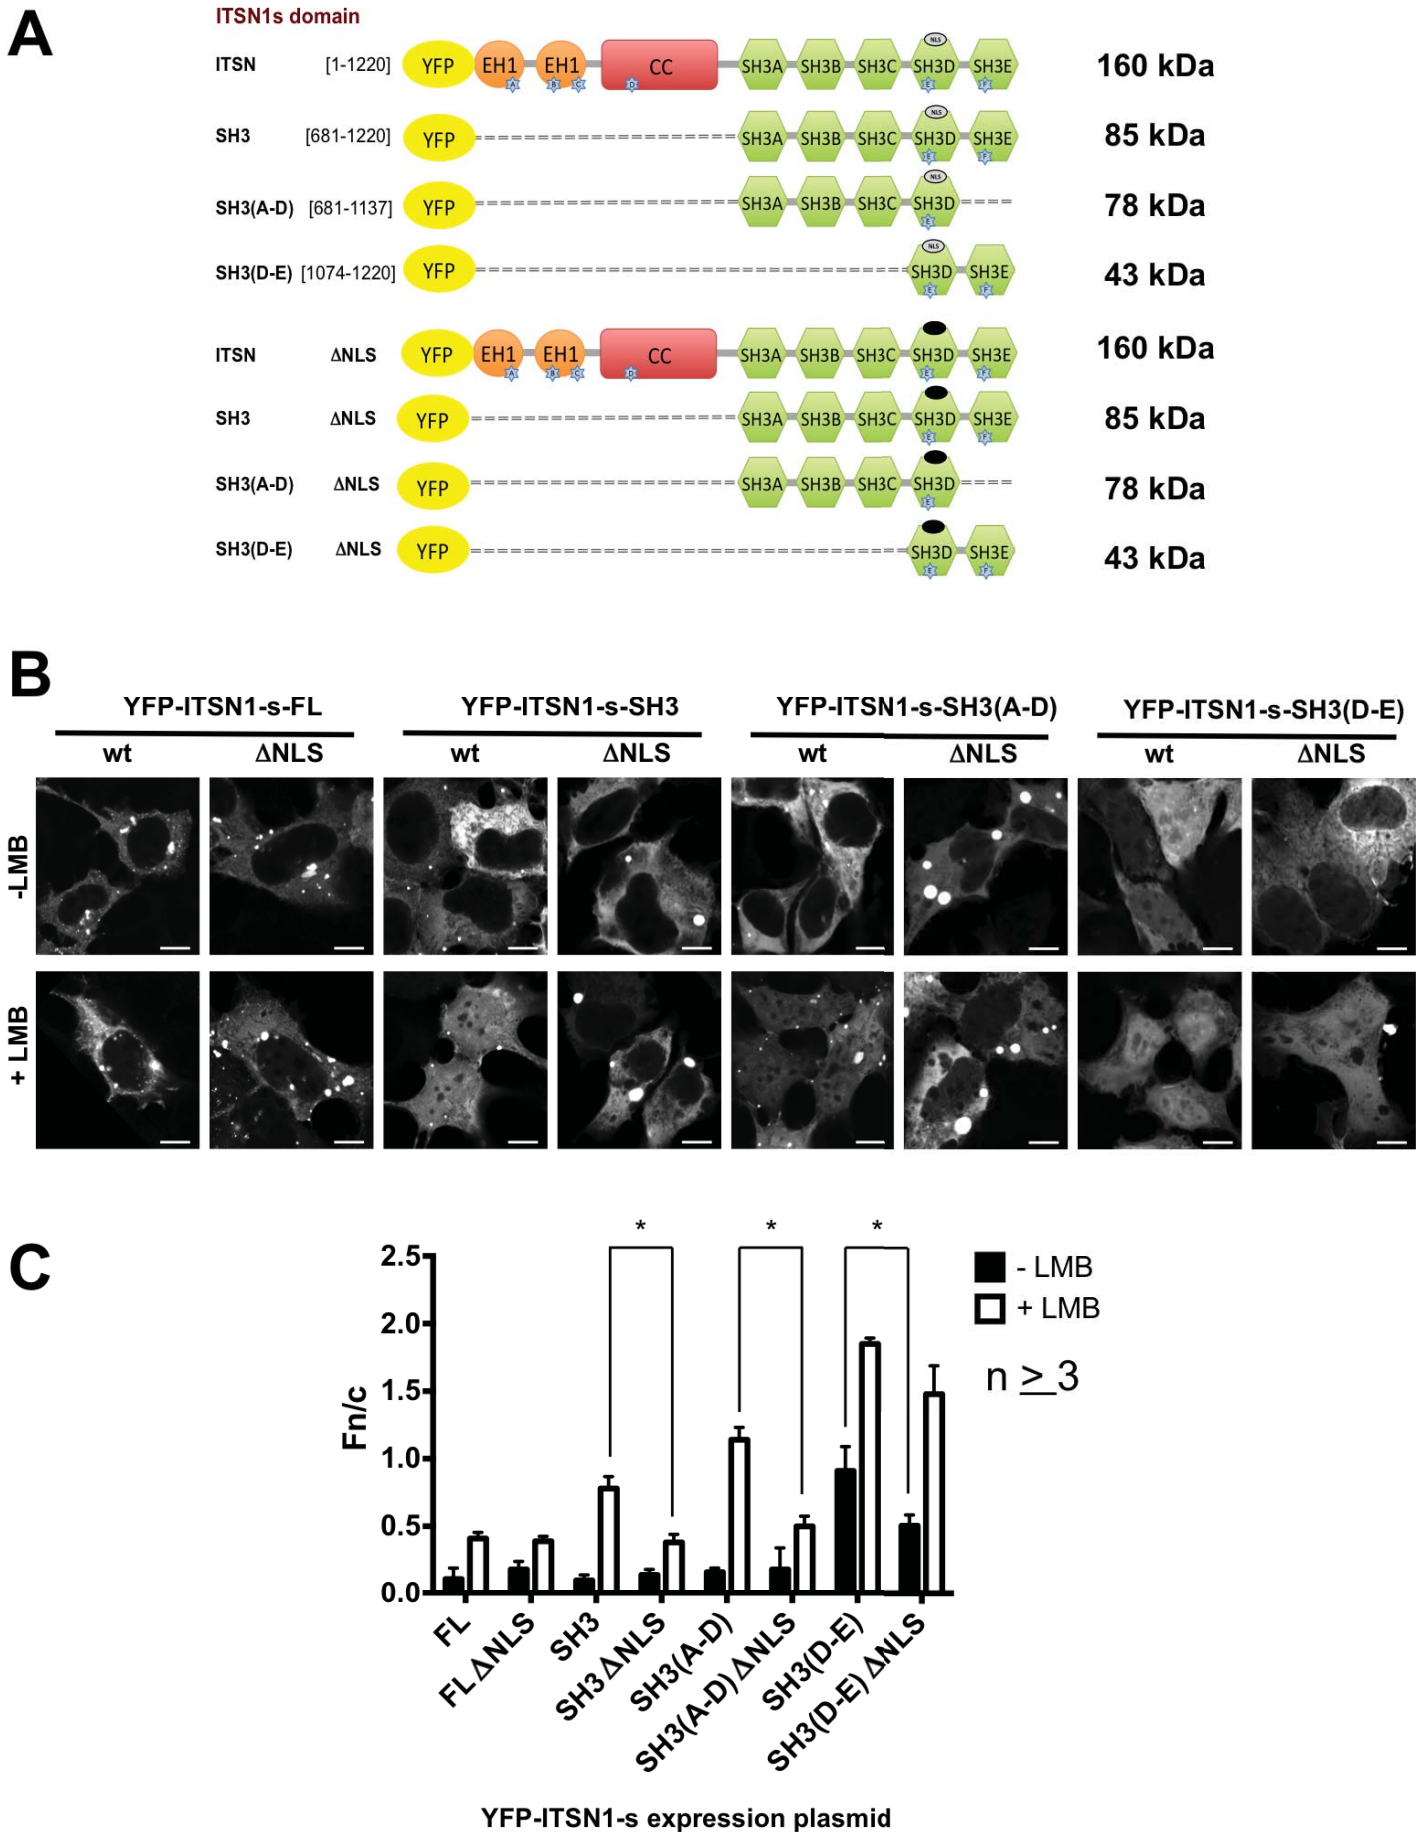 A
ITSN1s domain
ITSN [1-1220] YFP EH1 EH1 CC SH3A SH3B SH3C SH3D SH3E NLS A B C D E F 160 kDa
SH3 [681-1220] YFP SH3A SH3B SH3C SH3D SH3E NLS E F 85 kDa
SH3(A-D) [681-1137] YFP SH3A SH3B SH3C SH3D NLS E 78 kDa
SH3(D-E) [1074-1220] YFP SH3D SH3E NLS E F 43 kDa
ITSN ΔNLS YFP EH1 EH1 CC SH3A SH3B SH3C SH3D SH3E A B C D E F 160 kDa
SH3 ΔNLS YFP SH3A SH3B SH3C SH3D SH3E E F 85 kDa
SH3(A-D) ΔNLS YFP SH3A SH3B SH3C SH3D E 78 kDa
SH3(D-E) ΔNLS YFP SH3D SH3E E F 43 kDa
B
YFP-ITSN1-s-FL YFP-ITSN1-s-SH3 YFP-ITSN1-s-SH3(A-D) YFP-ITSN1-s-SH3(D-E)
wt ΔNLS wt ΔNLS wt ΔNLS wt ΔNLS
-LMB
+ LMB
C
* * *
2.5
2.0
1.5
1.0
0.5
0.0
Fn/c
- LMB
+ LMB
n ≥ 3
FL
FL ΔNLS
SH3
SH3 ΔNLS
SH3(A-D)
SH3(A-D) ΔNLS
SH3(D-E)
SH3(D-E) ΔNLS
YFP-ITSN1-s expression plasmid